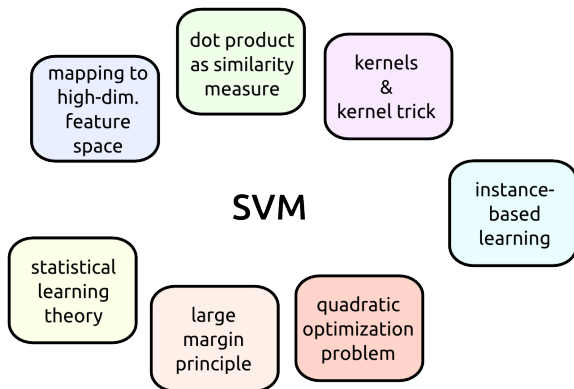 mapping to
high-dim.
feature
space
dot product
as similarity
measure
kernels
&
kernel trick
instance-
based
learning
SVM
statistical
learning
theory
large
margin
principle
quadratic
optimization
problem